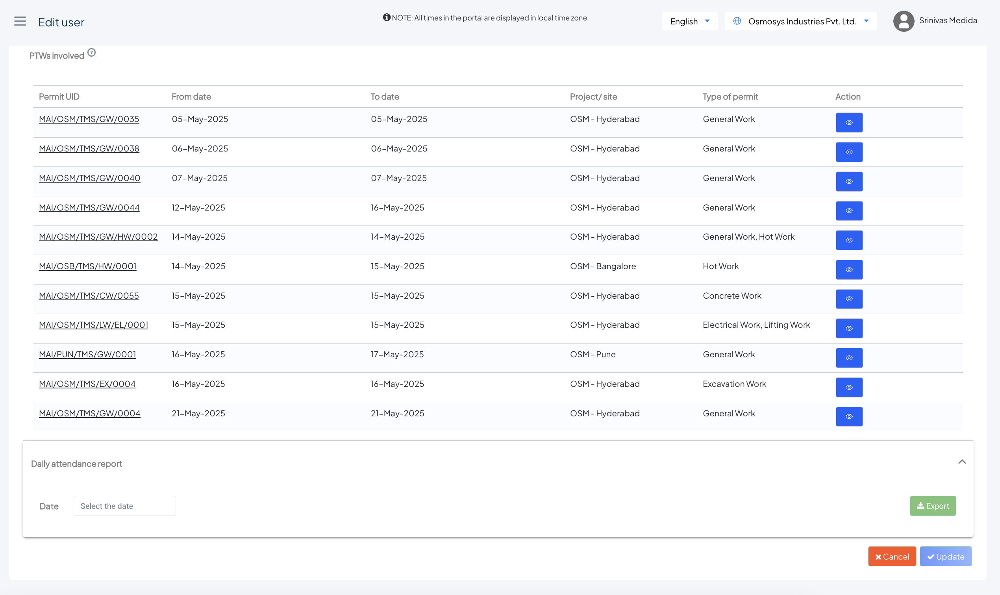 Edit user
NOTE: All times in the portal are displayed in local time zone
English
Osmosys Industries Pvt. Ltd.
Srinivas Medida
PTWs involved
Permit UID From date To date Project/ site Type of permit Action
MAI/OSM/TMS/GW/0035 05-May-2025 05-May-2025 OSM - Hyderabad General Work
MAI/OSM/TMS/GW/0038 06-May-2025 06-May-2025 OSM - Hyderabad General Work
MAI/OSM/TMS/GW/0040 07-May-2025 07-May-2025 OSM - Hyderabad General Work
MAI/OSM/TMS/GW/0044 12-May-2025 16-May-2025 OSM - Hyderabad General Work
MAI/OSM/TMS/GW/HW/0002 14-May-2025 14-May-2025 OSM - Hyderabad General Work, Hot Work
MAI/OSB/TMS/HW/0001 14-May-2025 15-May-2025 OSM - Bangalore Hot Work
MAI/OSM/TMS/CW/0055 15-May-2025 15-May-2025 OSM - Hyderabad Concrete Work
MAI/OSM/TMS/LW/EL/0001 15-May-2025 15-May-2025 OSM - Hyderabad Electrical Work, Lifting Work
MAI/PUN/TMS/GW/0001 16-May-2025 17-May-2025 OSM - Pune General Work
MAI/OSM/TMS/EX/0004 16-May-2025 16-May-2025 OSM - Hyderabad Excavation Work
MAI/OSM/TMS/GW/0004 21-May-2025 21-May-2025 OSM - Hyderabad General Work
Daily attendance report
Date Select the date Export
Cancel Update